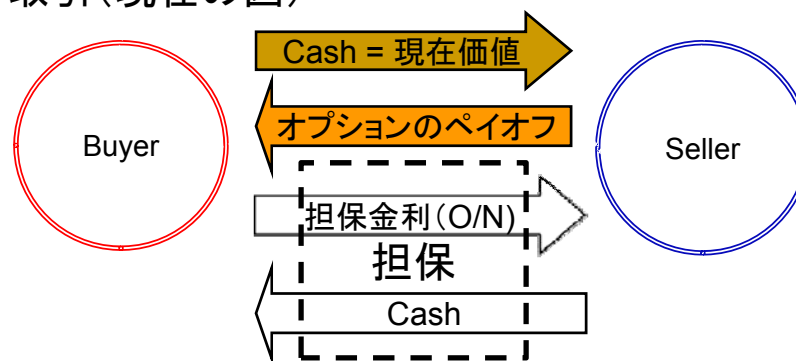 取引(現在の図)
Cash = 現在価値
オプションのペイオフ
Buyer
Seller
担保金利(O/N)
担保
Cash